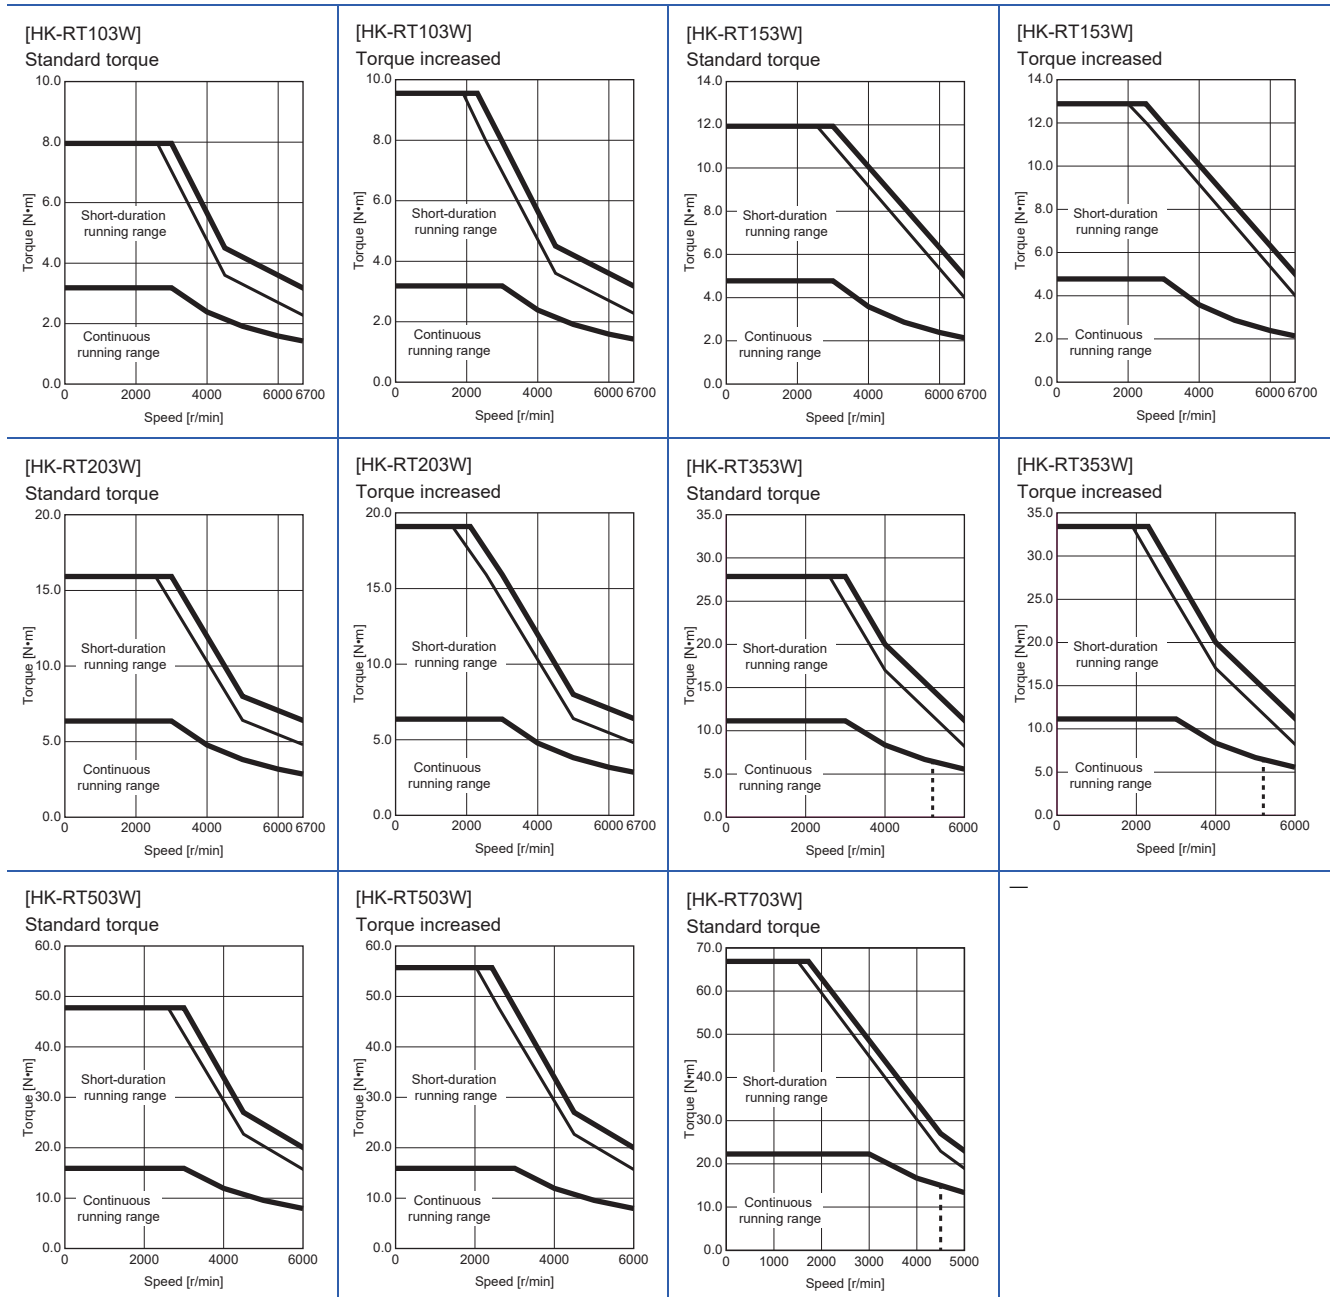 [HK-RT103W]
Standard torque
10.0
8.0
6.0
4.0
2.0
0.0
Torque [N•m]
Short-duration
running range
Continuous
running range
0 2000 4000 6000 6700
Speed [r/min]
[HK-RT103W]
Torque increased
10.0
8.0
6.0
4.0
2.0
0.0
Torque [N•m]
Short-duration
running range
Continuous
running range
0 2000 4000 6000 6700
Speed [r/min]
[HK-RT153W]
Standard torque
14.0
12.0
10.0
8.0
6.0
4.0
2.0
0.0
Torque [N•m]
Short-duration
running range
Continuous
running range
0 2000 4000 6000 6700
Speed [r/min]
[HK-RT153W]
Torque increased
14.0
12.0
10.0
8.0
6.0
4.0
2.0
0.0
Torque [N•m]
Short-duration
running range
Continuous
running range
0 2000 4000 6000 6700
Speed [r/min]
[HK-RT203W]
Standard torque
20.0
15.0
10.0
5.0
0.0
Torque [N•m]
Short-duration
running range
Continuous
running range
0 2000 4000 6000 6700
Speed [r/min]
[HK-RT203W]
Torque increased
20.0
15.0
10.0
5.0
0.0
Torque [N•m]
Short-duration
running range
Continuous
running range
0 2000 4000 6000 6700
Speed [r/min]
[HK-RT353W]
Standard torque
35.0
30.0
25.0
20.0
15.0
10.0
5.0
0.0
Torque [N•m]
Short-duration
running range
Continuous
running range
0 2000 4000 6000
Speed [r/min]
[HK-RT353W]
Torque increased
35.0
30.0
25.0
20.0
15.0
10.0
5.0
0.0
Torque [N•m]
Short-duration
running range
Continuous
running range
0 2000 4000 6000
Speed [r/min]
[HK-RT503W]
Standard torque
60.0
50.0
40.0
30.0
20.0
10.0
0.0
Torque [N•m]
Short-duration
running range
Continuous
running range
0 2000 4000 6000
Speed [r/min]
[HK-RT503W]
Torque increased
60.0
50.0
40.0
30.0
20.0
10.0
0.0
Torque [N•m]
Short-duration
running range
Continuous
running range
0 2000 4000 6000
Speed [r/min]
[HK-RT703W]
Standard torque
70.0
60.0
50.0
40.0
30.0
20.0
10.0
0.0
Torque [N•m]
Short-duration
running range
Continuous
running range
0 1000 2000 3000 4000 5000
Speed [r/min]
—